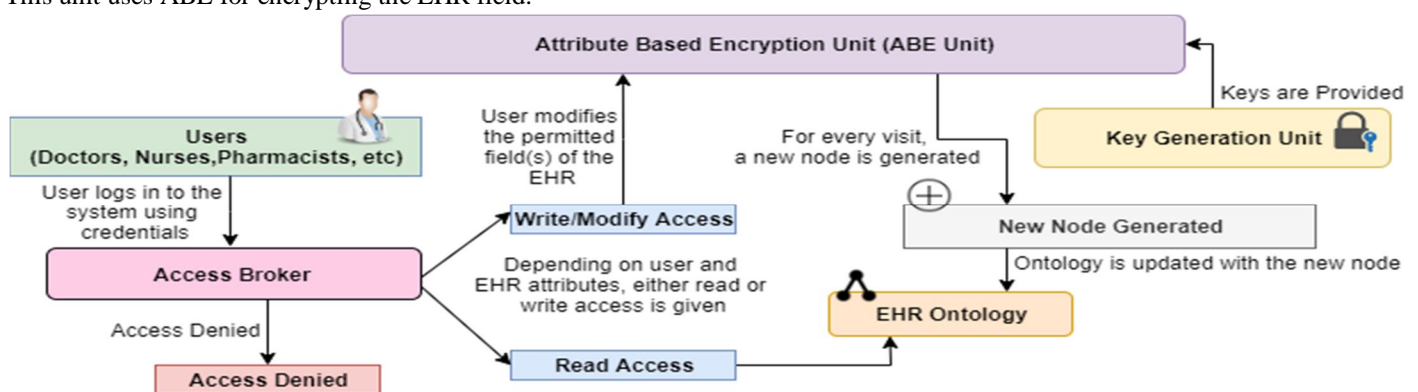 This unit uses ABE for encrypting the EHR field.
Attribute Based Encryption Unit (ABE Unit)
Keys are Provided
Key Generation Unit
Users
(Doctors, Nurses,Pharmacists, etc)
User modifies
the permitted
field(s) of the
EHR
For every visit,
a new node is generated
User logs in to the
system using
credentials
Write/Modify Access
New Node Generated
Access Broker
Depending on user and
EHR attributes, either read or
write access is given
Ontology is updated with the new node
EHR Ontology
Access Denied
Read Access
Access Denied